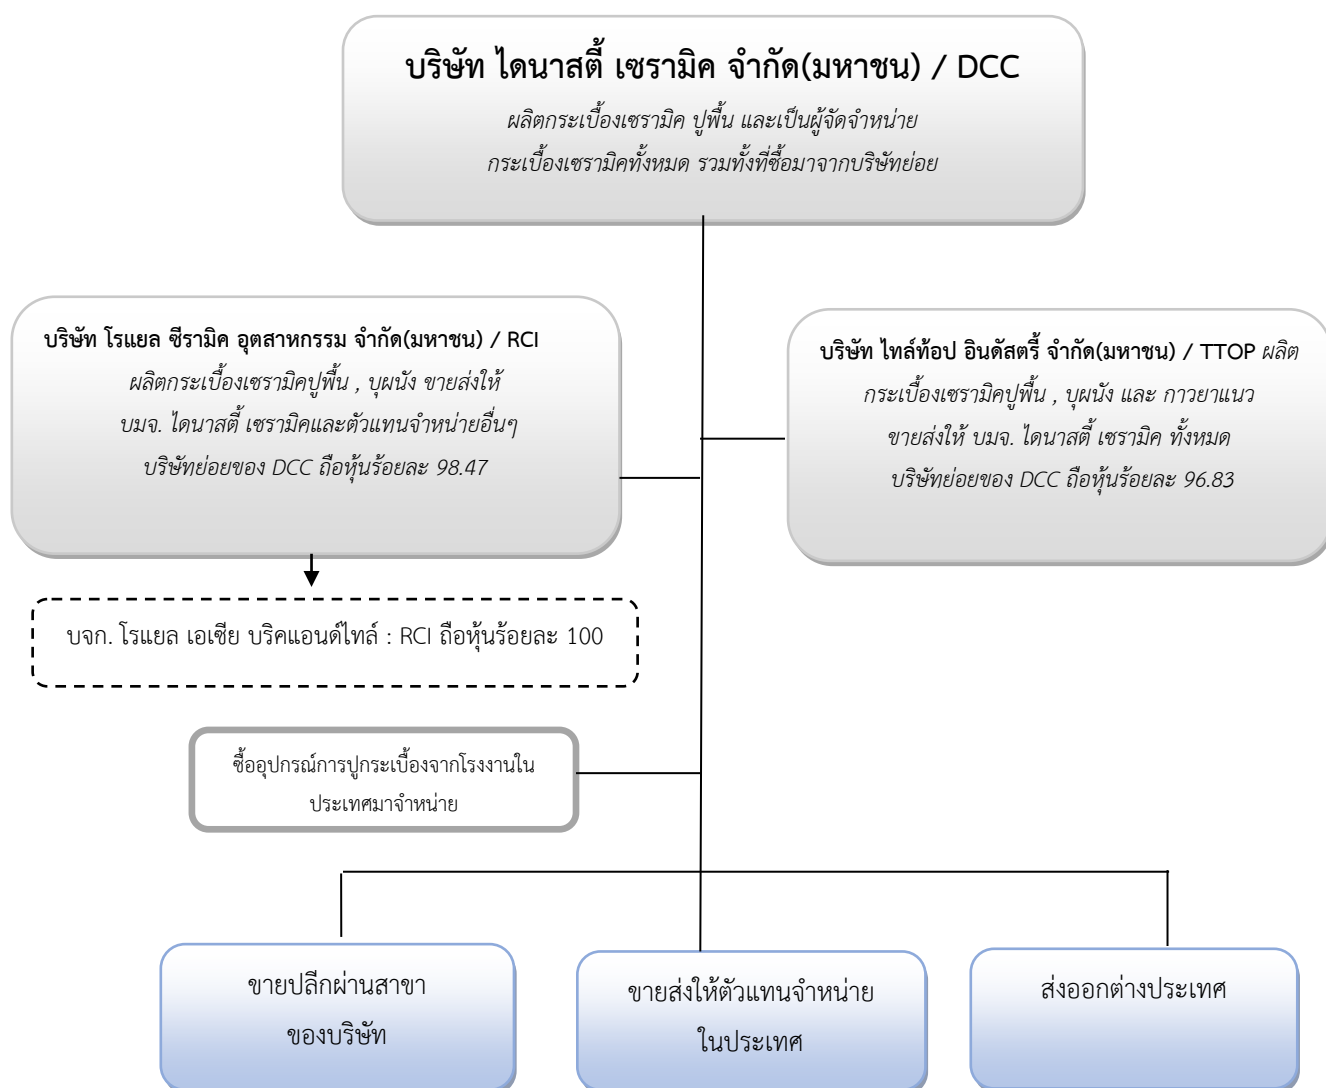 บริษัท ไดนาสตี้ เซรามิค จำกัด(มหาชน) / DCC
ผลิตกระเบื้องเซรามิค ปูพื้น และเป็นผู้จัดจำหน่าย
กระเบื้องเซรามิคทั้งหมด รวมทั้งที่ซื้อมาจากบริษัทย่อย
บริษัท โรแยล ซีรามิค อุตสาหกรรม จำกัด(มหาชน) / RCI
ผลิตกระเบื้องเซรามิคปูพื้น , บุผนัง ขายส่งให้
บมจ. ไดนาสตี้ เซรามิคและตัวแทนจำหน่ายอื่นๆ
บริษัทย่อยของ DCC ถือหุ้นร้อยละ 98.47
บริษัท ไทล์ท้อป อินดัสตรี้ จำกัด(มหาชน) / TTOP ผลิต
กระเบื้องเซรามิคปูพื้น , บุผนัง และ กาวยาแนว
ขายส่งให้ บมจ. ไดนาสตี้ เซรามิค ทั้งหมด
บริษัทย่อยของ DCC ถือหุ้นร้อยละ 96.83
บจก. โรแยล เอเซีย บริคแอนด์ไทล์ : RCI ถือหุ้นร้อยละ 100
ซื้ออุปกรณ์การปูกระเบื้องจากโรงงานใน
ประเทศมาจำหน่าย
ขายปลีกผ่านสาขา
ของบริษัท
ขายส่งให้ตัวแทนจำหน่าย
ในประเทศ
ส่งออกต่างประเทศ